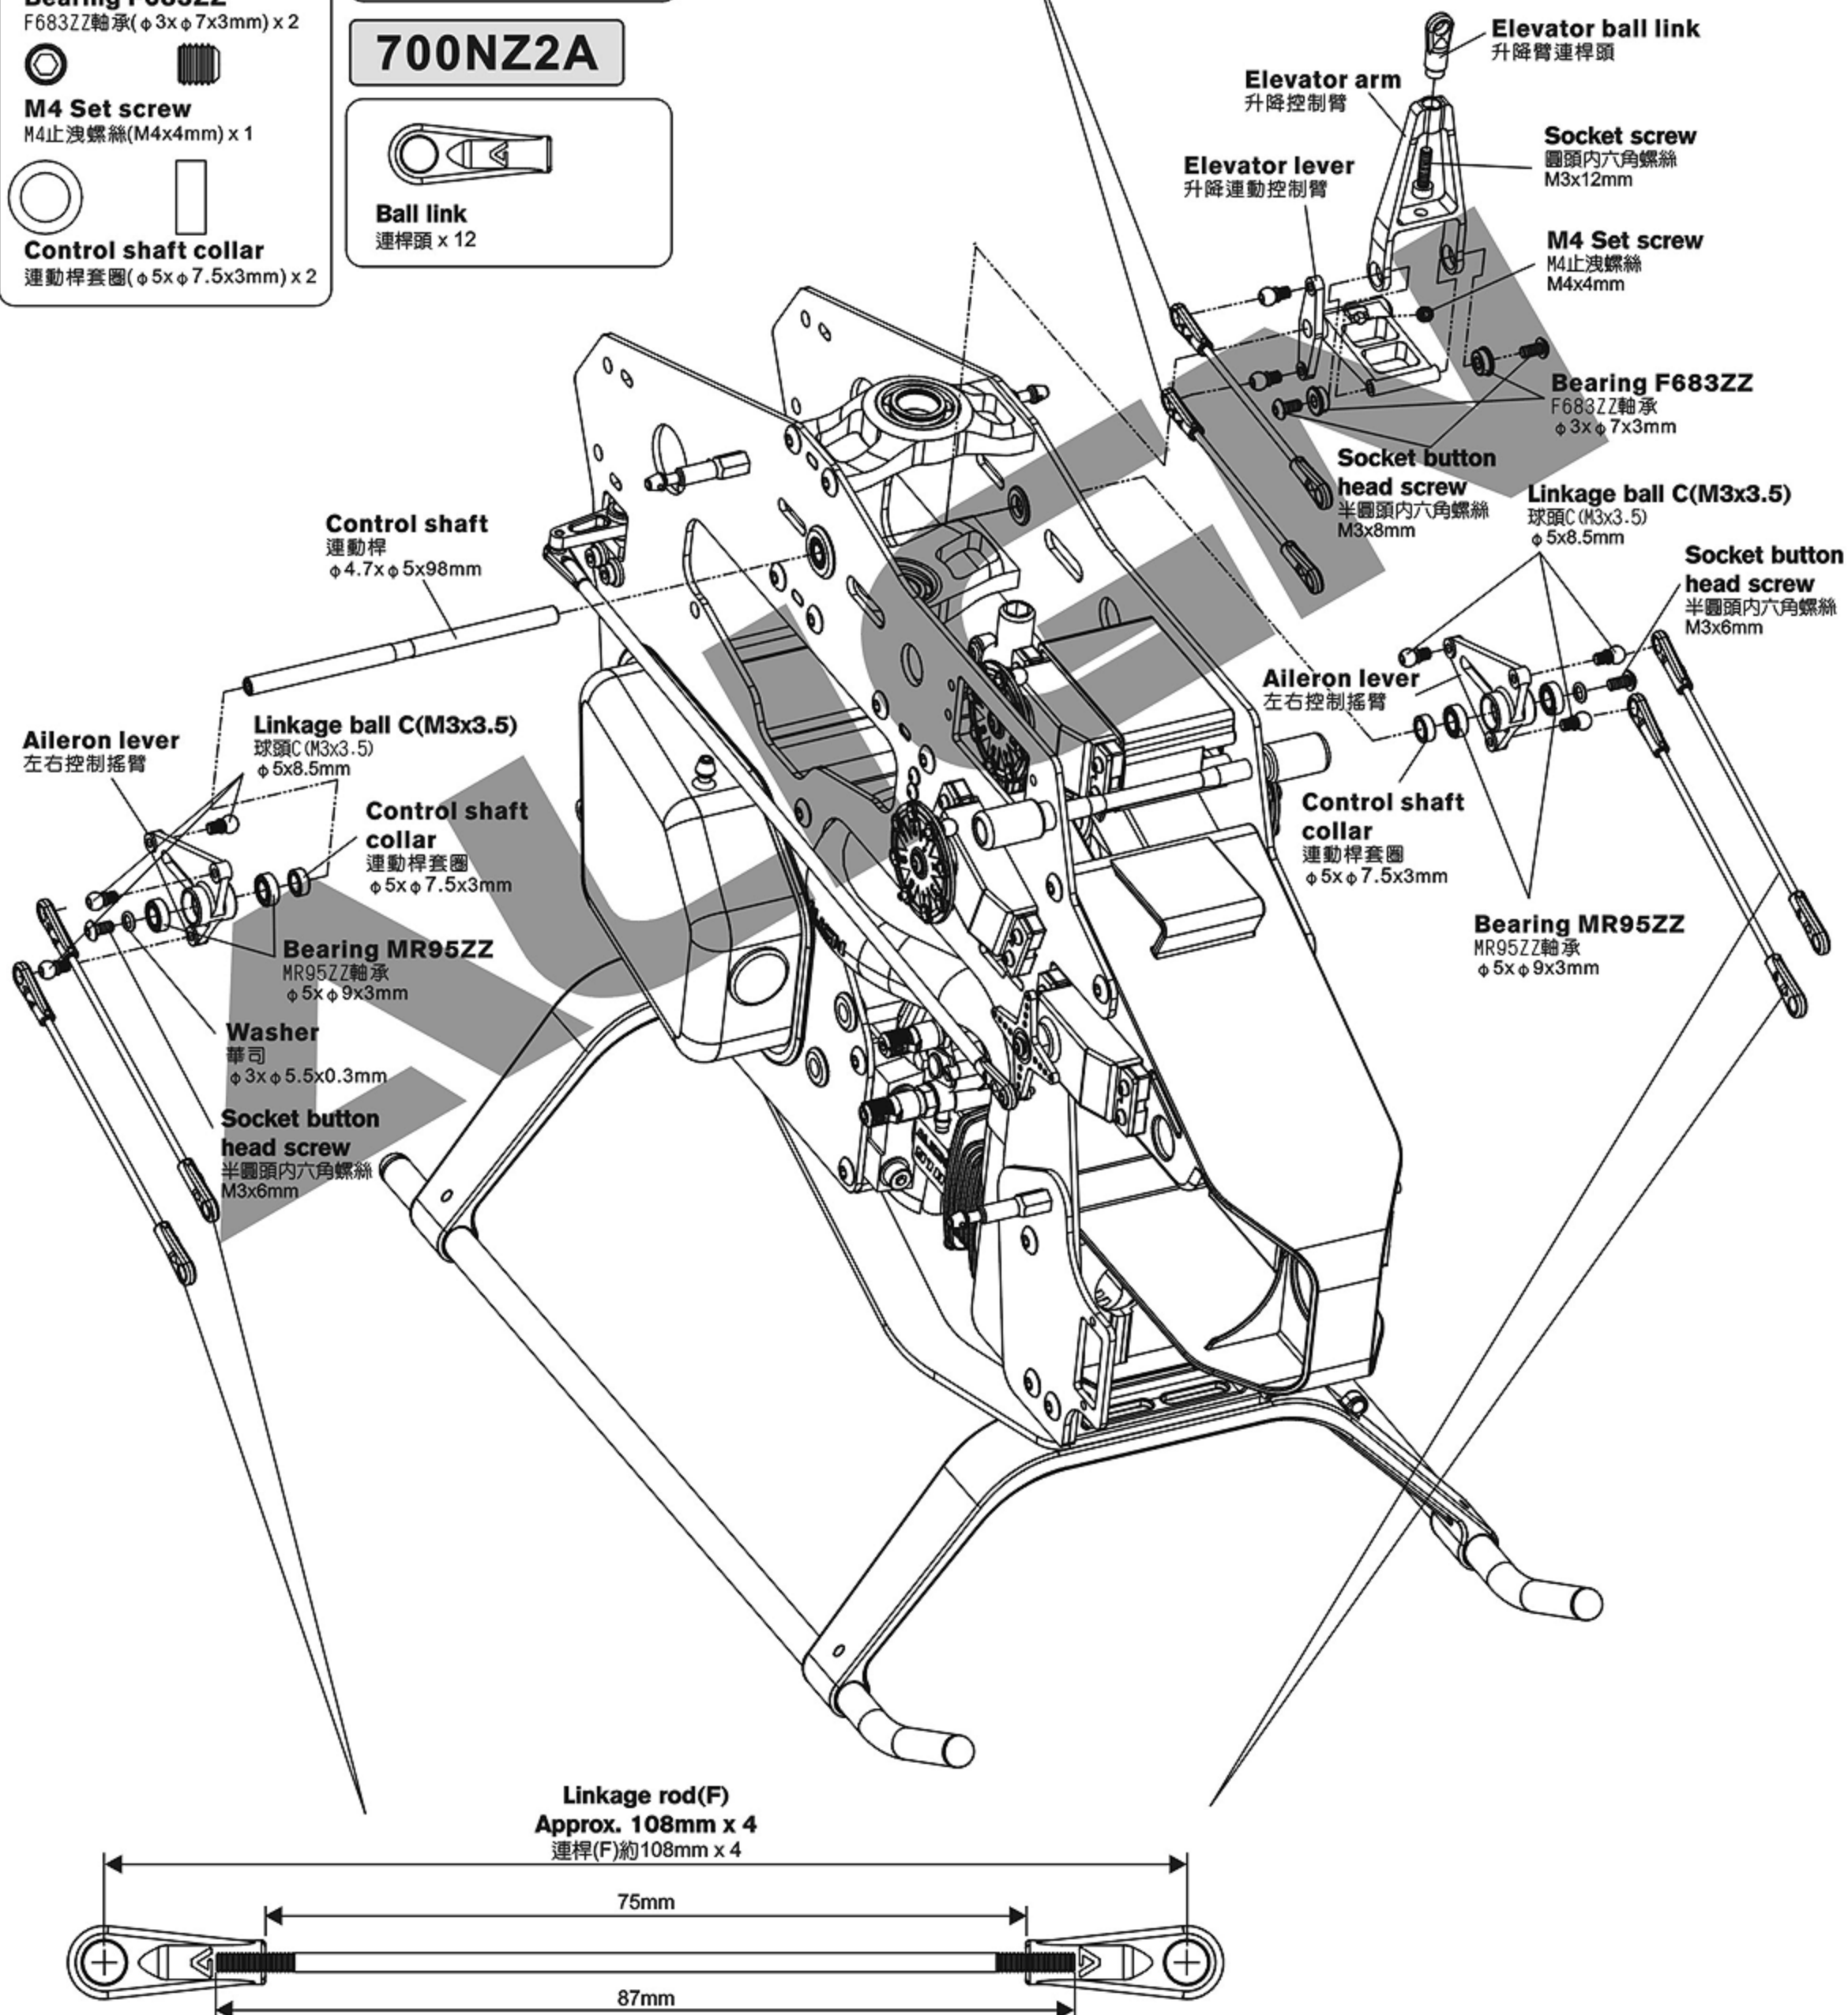 Bearing F683ZZ
F683ZZ軸承(φ3xφ7x3mm) x 2
M4 Set screw
M4止洩螺絲(M4x4mm) x 1
Control shaft collar
連動桿套圈(φ5xφ7.5x3mm) x 2
700NZ2A
Ball link
連桿頭 x 12
Elevator ball link
升降臂連桿頭
Elevator arm
升降控制臂
Socket screw
圓頭內六角螺絲
M3x12mm
Elevator lever
升降連動控制臂
M4 Set screw
M4止洩螺絲
M4x4mm
Bearing F683ZZ
F683ZZ軸承
φ3xφ7x3mm
Socket button
head screw
半圓頭內六角螺絲
M3x8mm
Linkage ball C(M3x3.5)
球頭C(M3x3.5)
φ5x8.5mm
Socket button
head screw
半圓頭內六角螺絲
M3x6mm
Control shaft
連動桿
φ4.7xφ5x98mm
Aileron lever
左右控制搖臂
Control shaft
collar
連動桿套圈
φ5xφ7.5x3mm
Bearing MR95ZZ
MR95ZZ軸承
φ5xφ9x3mm
Aileron lever
左右控制搖臂
Linkage ball C(M3x3.5)
球頭C(M3x3.5)
φ5x8.5mm
Control shaft
collar
連動桿套圈
φ5xφ7.5x3mm
Bearing MR95ZZ
MR95ZZ軸承
φ5xφ9x3mm
Washer
華司
φ3xφ5.5x0.3mm
Socket button
head screw
半圓頭內六角螺絲
M3x6mm
Linkage rod(F)
Approx. 108mm x 4
連桿(F)約108mm x 4
75mm
87mm